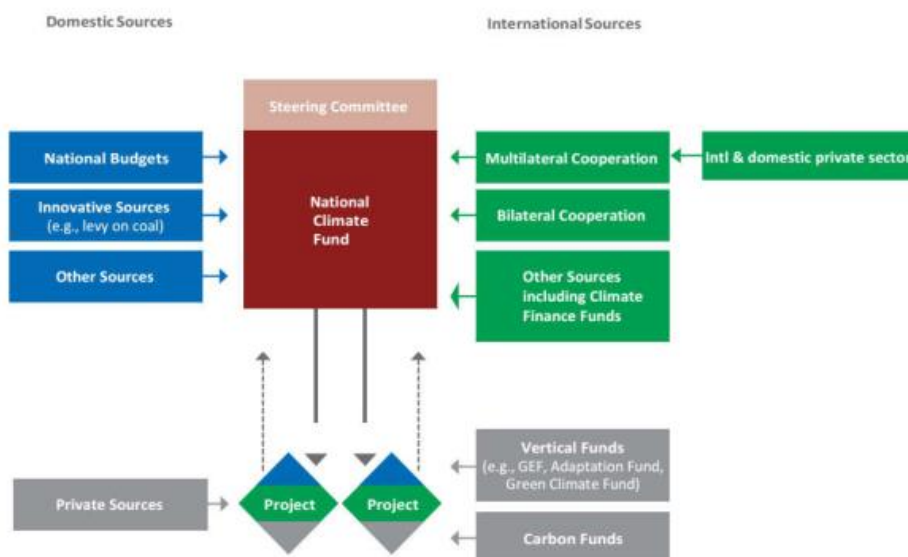 Domestic Sources
International Sources
Steering Committee
National Budgets
Innovative Sources
(e.g., levy on coal)
Other Sources
National
Climate
Fund
Multilateral Cooperation
Intl & domestic private sector
Bilateral Cooperation
Other Sources
including Climate
Finance Funds
Private Sources
Project
Project
Vertical Funds
(e.g., GEF, Adaptation Fund,
Green Climate Fund)
Carbon Funds